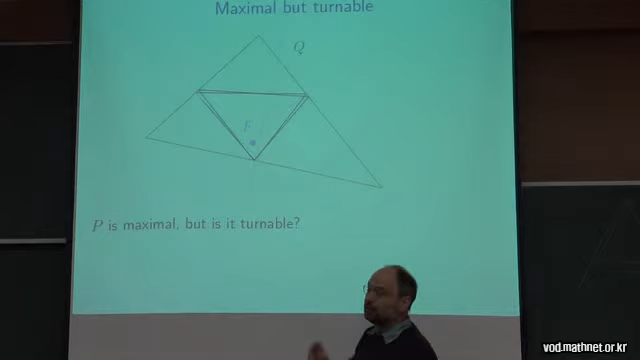 Maximal but turnable
Q
P is maximal, but is it turnable?
vod.mathnet.or.kr